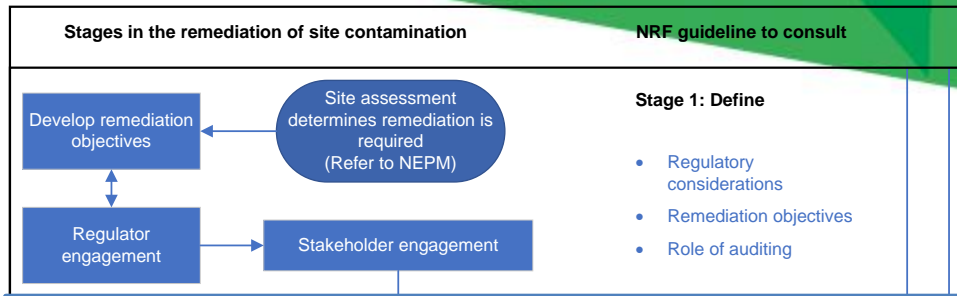 Stages in the remediation of site contamination
NRF guideline to consult
Develop remediation
objectives
Site assessment
determines remediation is
required
(Refer to NEPM)
Regulator
engagement
Stakeholder engagement
Stage 1: Define
• Regulatory
considerations
• Remediation objectives
• Role of auditing